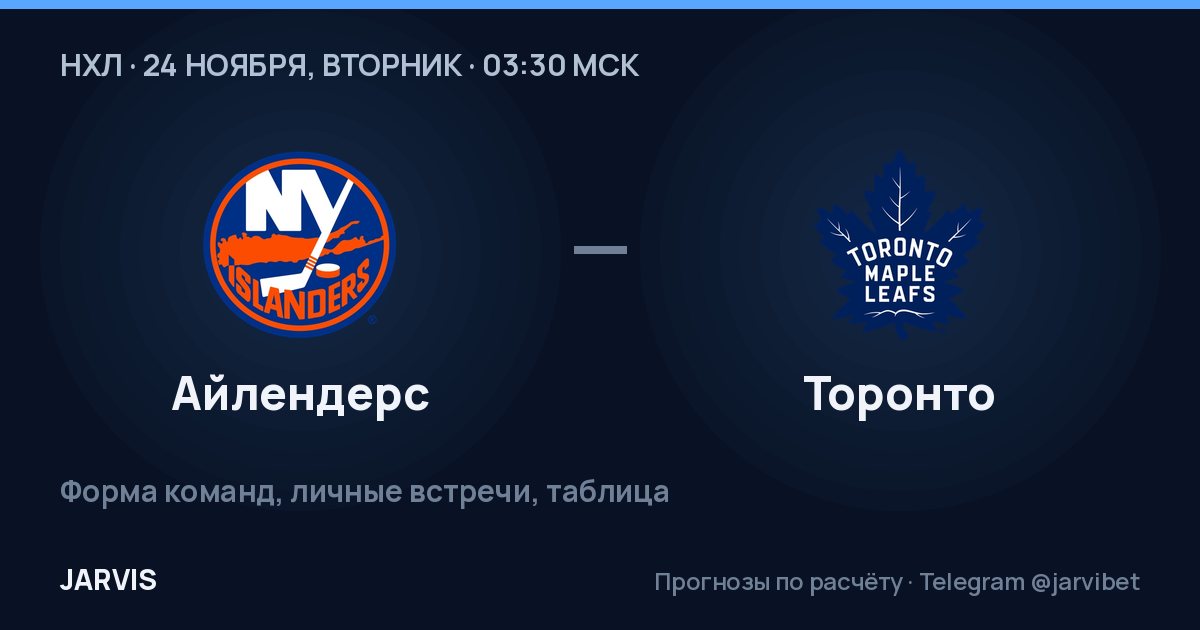 НХЛ · 24 НОЯБРЯ, ВТОРНИК · 03:30 МСК
NY
ISLANDERS
TORONTO
MAPLE
LEAFS
—
Айлендерс
Торонто
Форма команд, личные встречи, таблица
JARVIS
Прогнозы по расчёту · Telegram @jarvibet